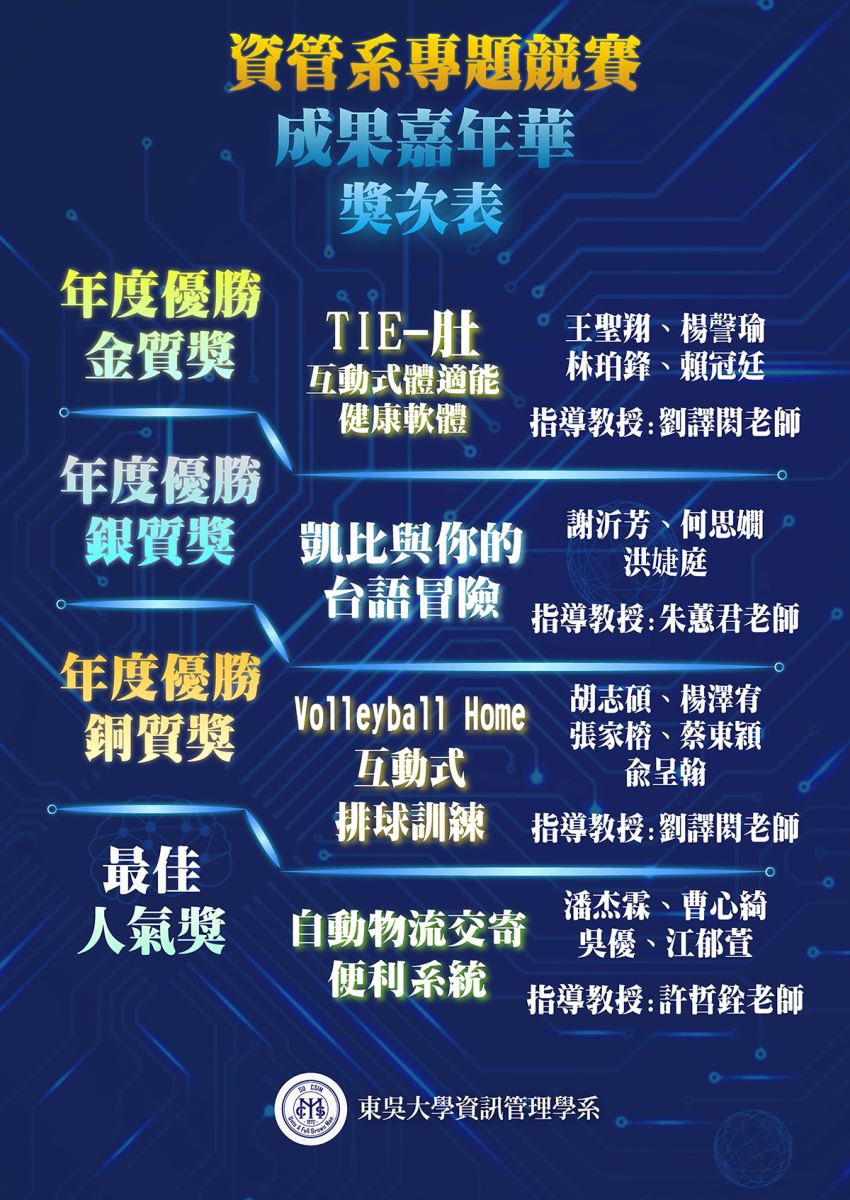 資管系專題競賽
成果嘉年華
獎次表
年度優勝
金質獎
TIE-肚
互動式體適能
健康軟體
王聖翔、楊謦瑜
林珀鋒、賴冠廷
指導教授:劉譯閎老師
年度優勝
銀質獎
凱比與你的
台語冒險
謝沂芳、何思嫺
洪婕庭
指導教授:朱蕙君老師
年度優勝
銅質獎
Volleyball Home
互動式
排球訓練
胡志碩、楊澤宥
張家榕、蔡東穎
俞呈翰
指導教授:劉譯閎老師
最佳
人氣獎
自動物流交寄
便利系統
潘杰霖、曹心綺
吳優、江郁萱
指導教授:許哲銓老師
SU CSIM
1972
Unto A Full Grown Man
東吳大學資訊管理學系